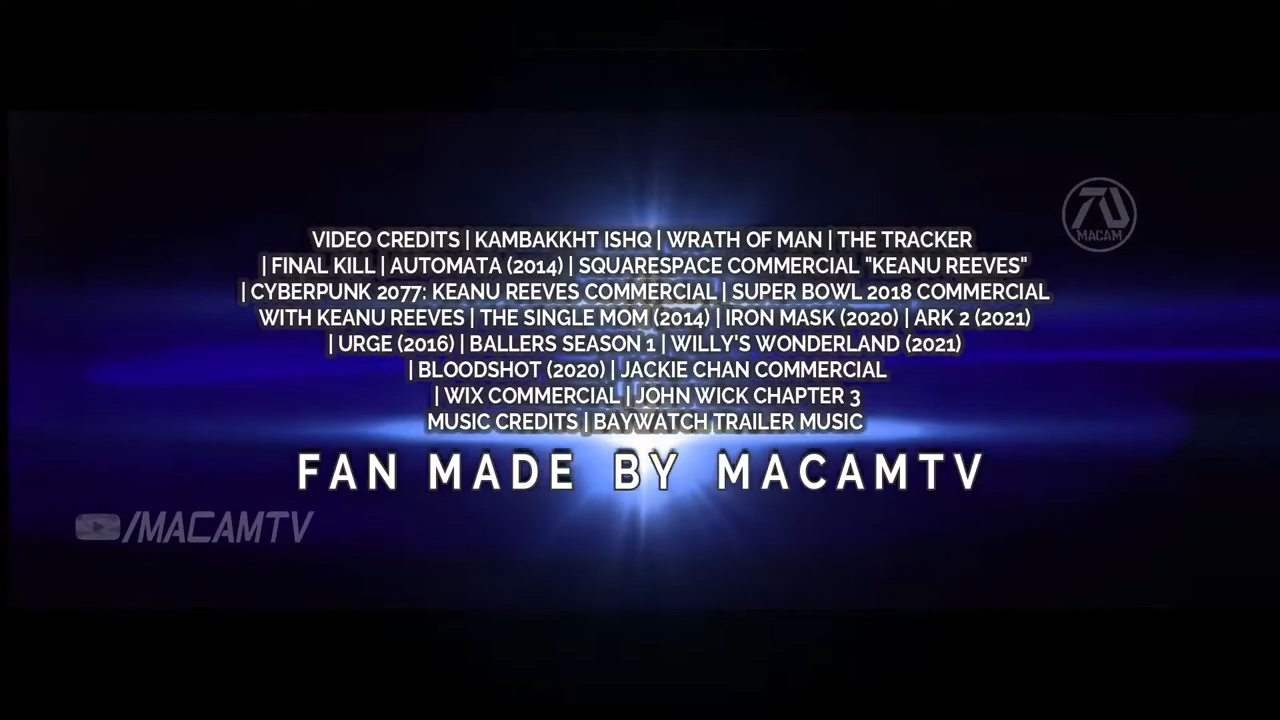 MACAM
VIDEO CREDITS | KAMBAKKHT ISHQ | WRATH OF MAN | THE TRACKER
| FINAL KILL | AUTOMATA (2014) | SQUARESPACE COMMERCIAL "KEANU REEVES"
| CYBERPUNK 2077: KEANU REEVES COMMERCIAL | SUPER BOWL 2018 COMMERCIAL
WITH KEANU REEVES | THE SINGLE MOM (2014) | IRON MASK (2020) | ARK 2 (2021)
| URGE (2016) | BALLERS SEASON 1 | WILLY'S WONDERLAND (2021)
| BLOODSHOT (2020) | JACKIE CHAN COMMERCIAL
| WIX COMMERCIAL | JOHN WICK CHAPTER 3
MUSIC CREDITS | BAYWATCH TRAILER MUSIC
FAN MADE BY MACAMTV
/MACAMTV